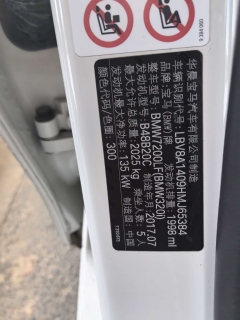 华晨宝马汽车有限公司制造
车辆识别代号: LBV8A1409HMJ65384
品牌: 宝马 (BMW) 牌 发动机排量 1998 ml
整车型号: BMW7200LF(BMW320i)
发动机型号: B48B20C 乘坐人数 5人
最大允许总质量 2025 kg 制造年月 2017.07
发动机最大净功率: 135 kW 制造国: 中国
颜色代码/色面: 300